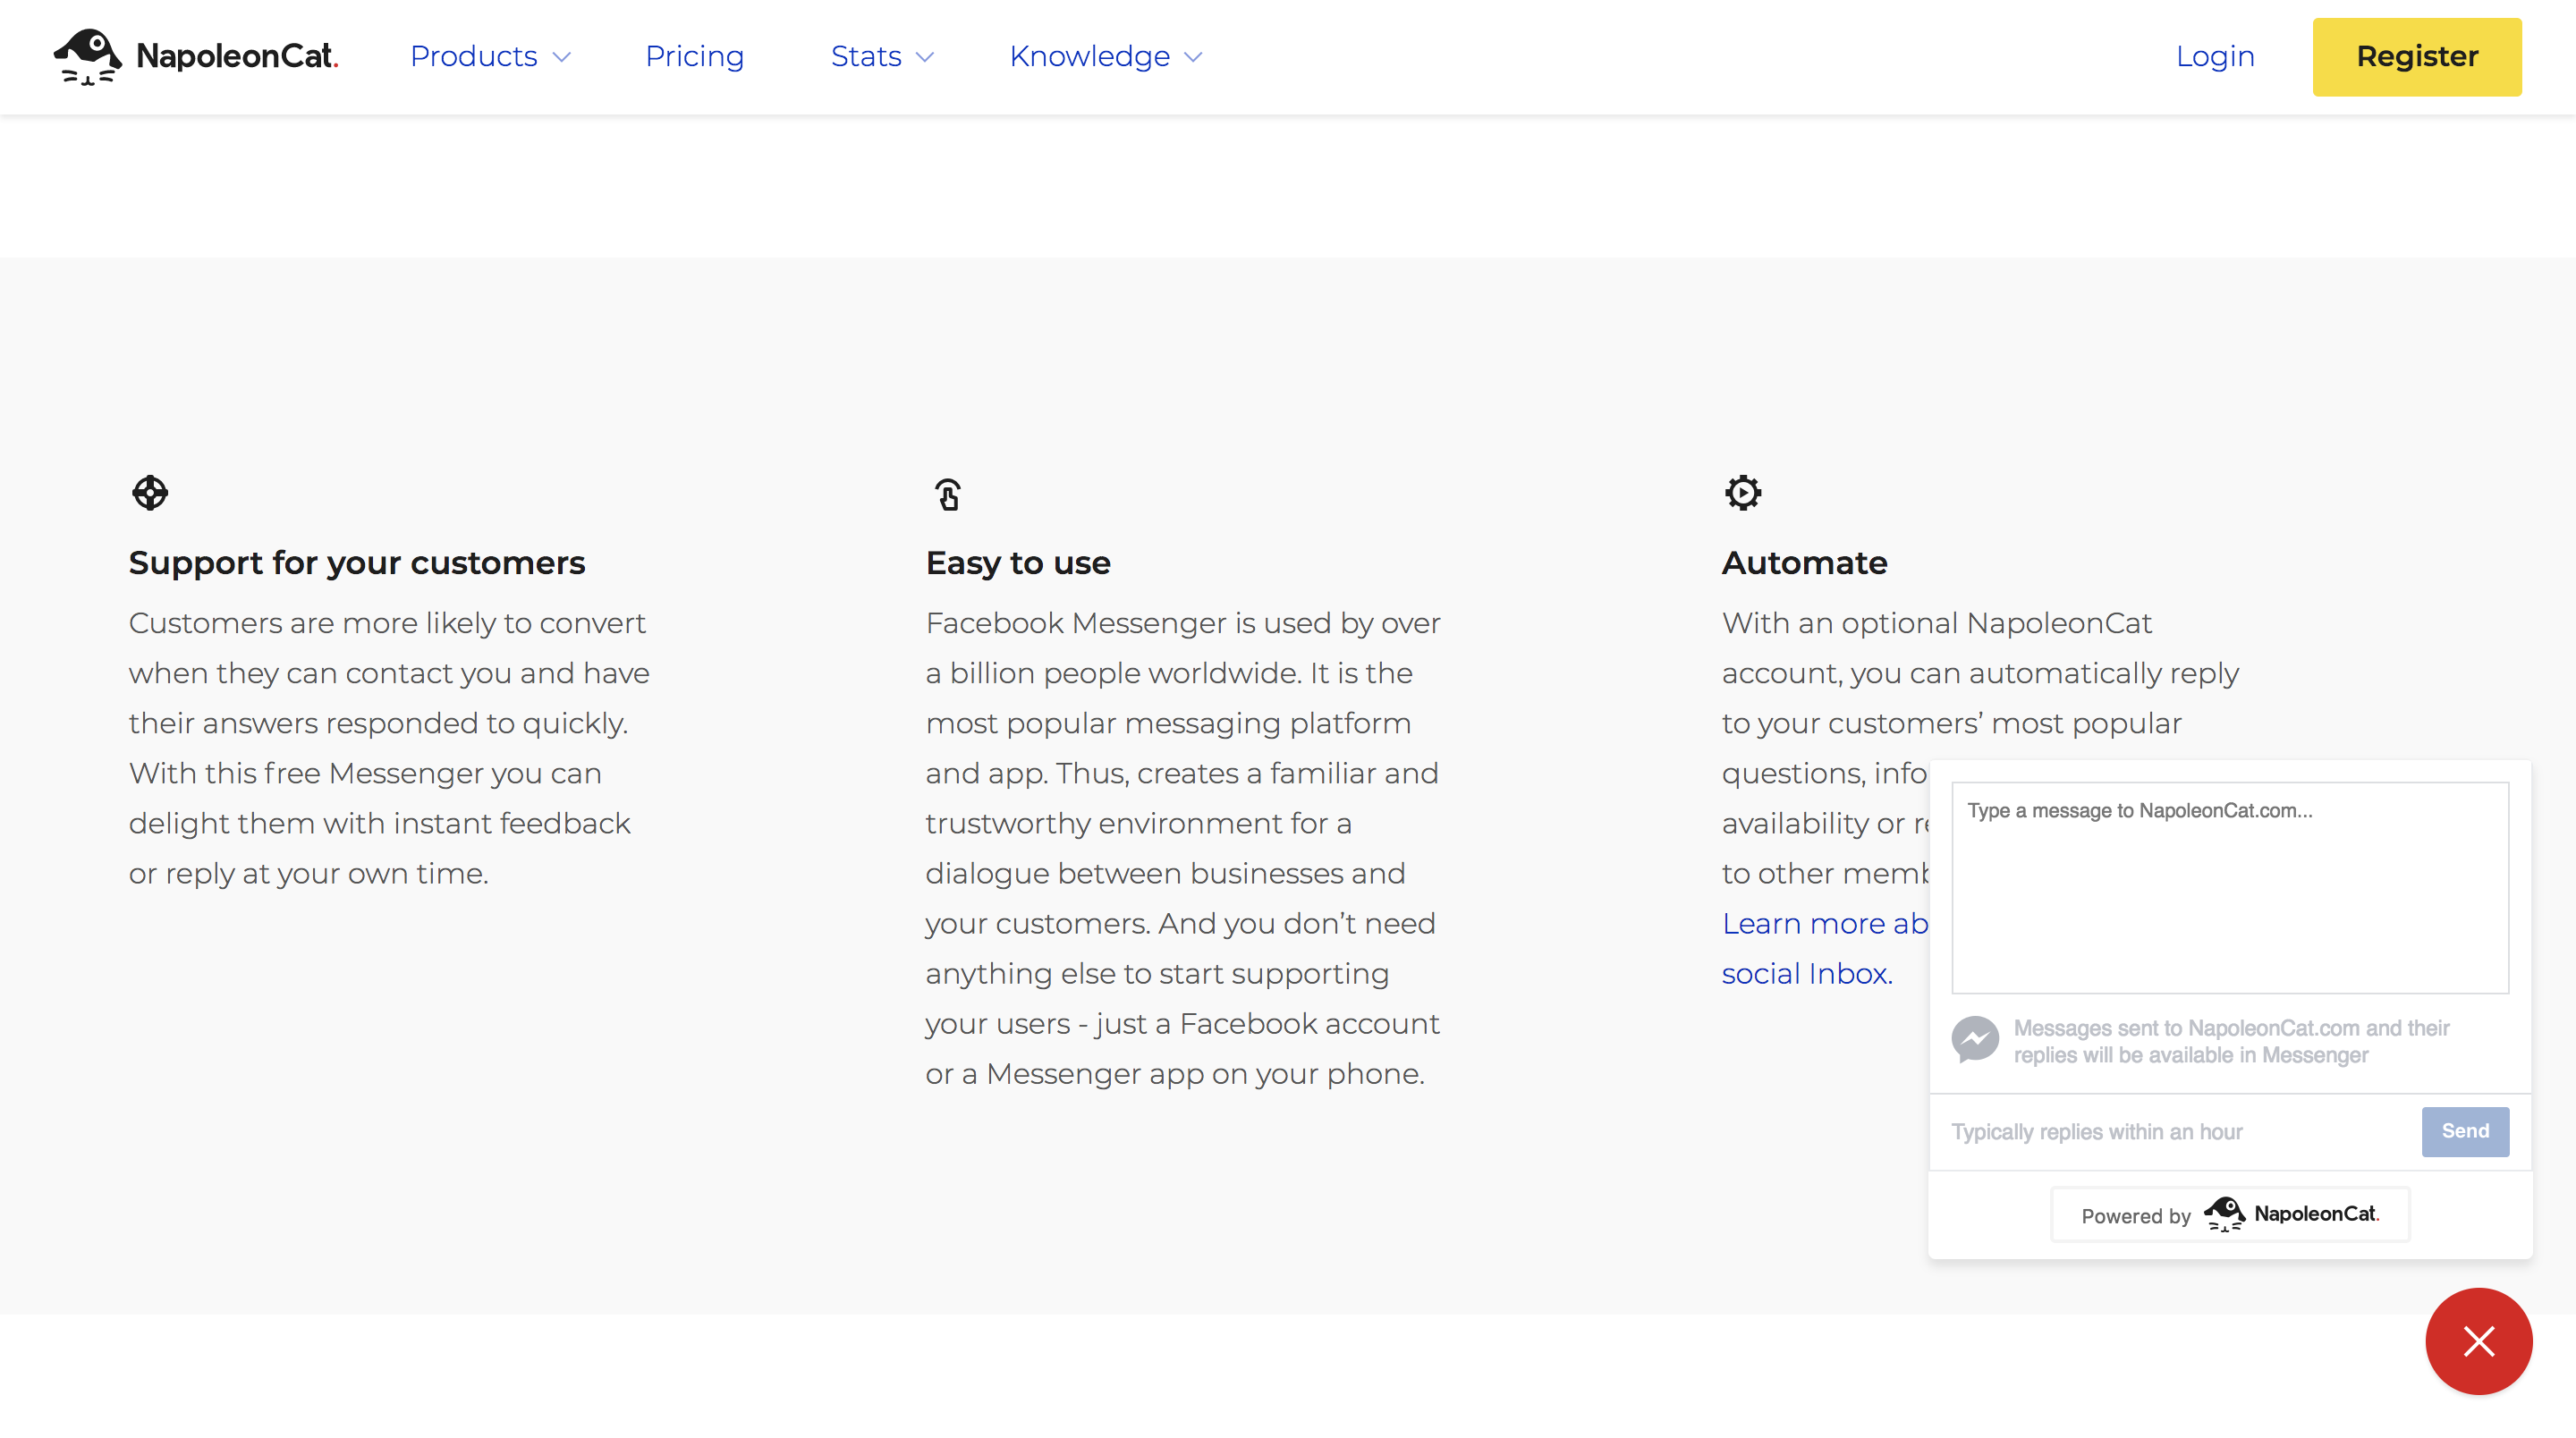 NapoleonCat.
Products
Pricing
Stats
Knowledge
Login
Register
Support for your customers
Customers are more likely to convert
when they can contact you and have
their answers responded to quickly.
With this free Messenger you can
delight them with instant feedback
or reply at your own time.
Easy to use
Facebook Messenger is used by over
a billion people worldwide. It is the
most popular messaging platform
and app. Thus, creates a familiar and
trustworthy environment for a
dialogue between businesses and
your customers. And you don’t need
anything else to start supporting
your users - just a Facebook account
or a Messenger app on your phone.
Automate
With an optional NapoleonCat
account, you can automatically reply
to your customers’ most popular
questions,
availability or
to other
Learn more
social Inbox.
Type a message to NapoleonCat.com...
Messages sent to NapoleonCat.com and their
replies will be available in Messenger
Typically replies within an hour
Send
Powered by NapoleonCat.